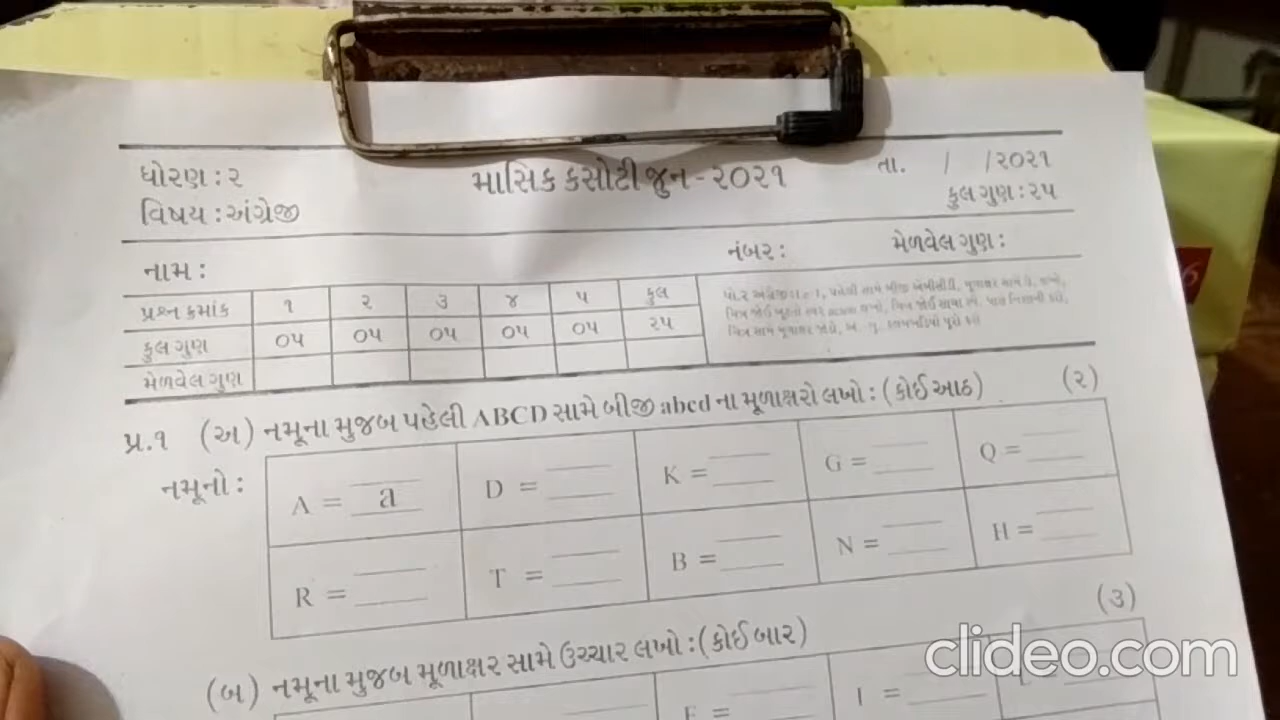 ધોરણ : ૨
માસિક કસોટી જુન - ૨૦૨૧
તા. / /૨૦૨૧
વિષય : અંગ્રેજી
કુલ ગુણ : ૨૫
નામ :
નંબર :
મેળવેલ ગુણ :
પ્રશ્ન ક્રમાંક ૧ ૨ ૩ ૪ ૫ કુલ
કુલ ગુણ ૦૫ ૦૫ ૦૫ ૦૫ ૦૫ ૨૫
મેળવેલ ગુણ
પ્ર.૧ (અ) નમૂના મુજબ પહેલી ABCD સામે બીજી abcd ના મૂળાક્ષરો લખો : (કોઈ આઠ) (૨)
નમૂનો :
A = a D = K = G = Q =
R = T = B = N = H =
(બ) નમૂના મુજબ મૂળાક્ષર સામે ઉચ્ચાર લખો : (કોઈ બાર) (૩)
I =
clideo.com